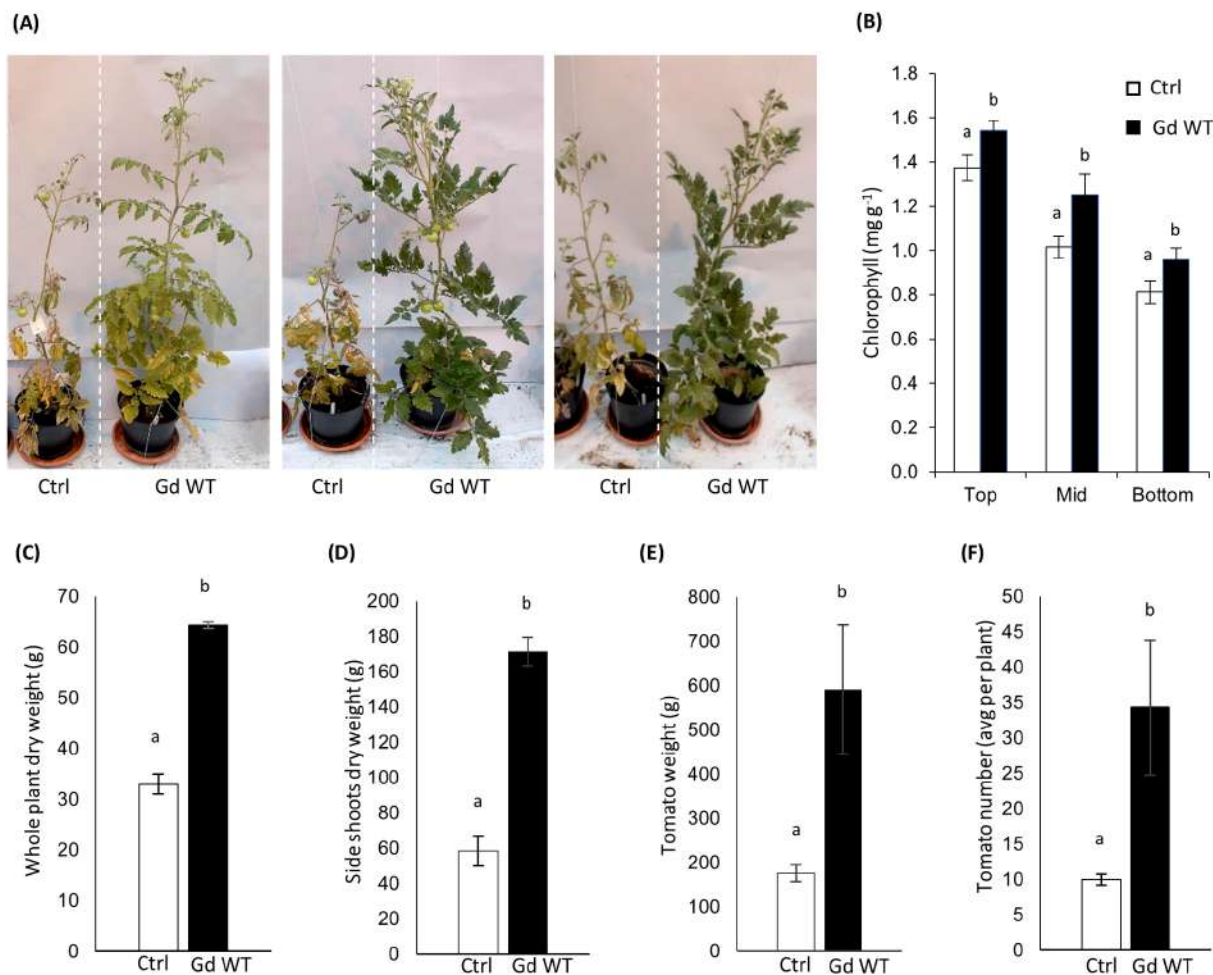 (A)
Ctrl Gd WT Ctrl Gd WT Ctrl Gd WT
(B)
Chlorophyll (mg g⁻¹)
1.8
1.6
1.4
1.2
1.0
0.8
0.6
0.4
0.2
0.0
Ctrl
Gd WT
a b a b a b
Top Mid Bottom
(C)
Whole plant dry weight (g)
70
60
50
40
30
20
10
0
a b
Ctrl Gd WT
(D)
Side shoots dry weight (g)
200
180
160
140
120
100
80
60
40
20
0
a b
Ctrl Gd WT
(E)
Tomato weight (g)
800
700
600
500
400
300
200
100
0
a b
Ctrl Gd WT
(F)
Tomato number (avg per plant)
50
45
40
35
30
25
20
15
10
5
0
a b
Ctrl Gd WT